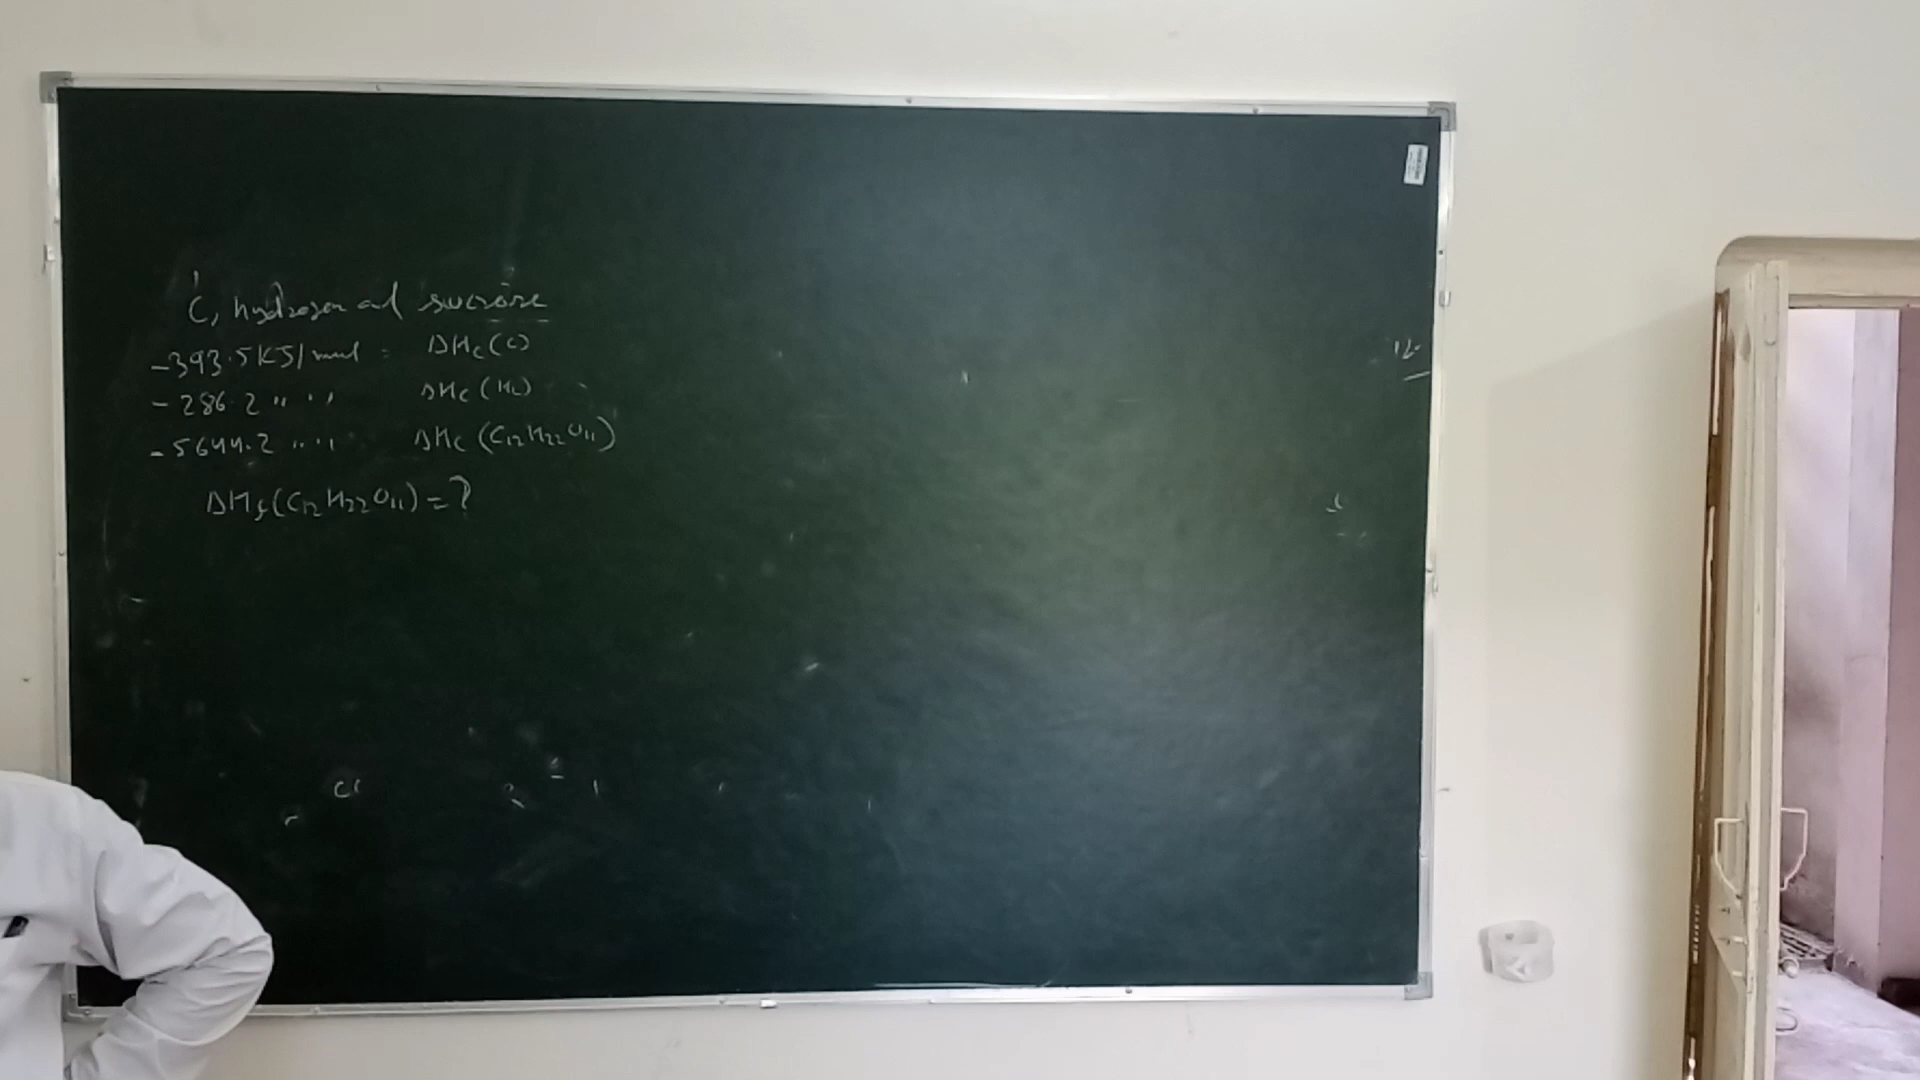 C, hydrogen and sucrose
-393.5 KJ/mol = ΔHc(C)
-286.2 " " " ΔHc(H2)
-5644.2 " " " ΔHc(C12H22O11)
ΔHf(C12H22O11) = ?